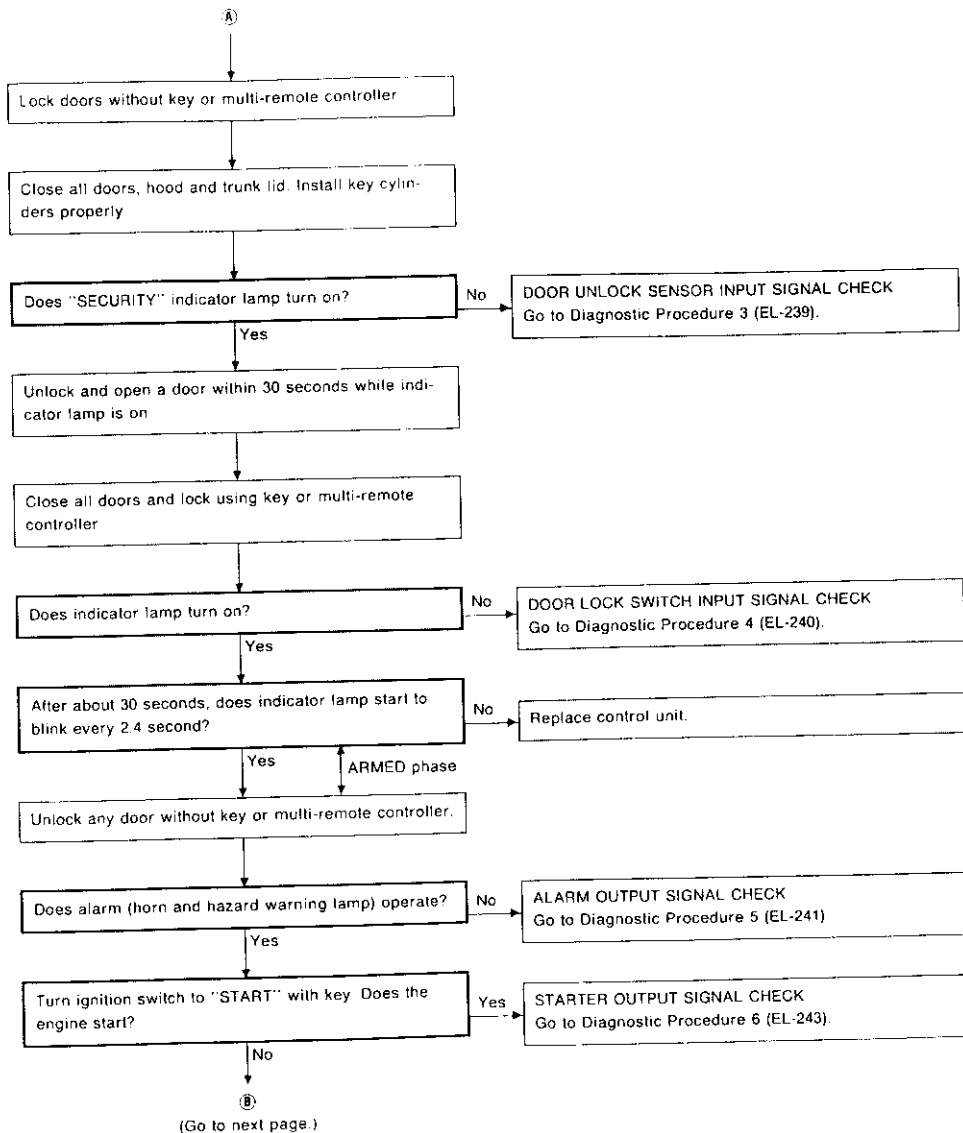 A
Lock doors without key or multi-remote controller
Close all doors, hood and trunk lid. Install key cylin-
ders properly
Does "SECURITY" indicator lamp turn on?
No
DOOR UNLOCK SENSOR INPUT SIGNAL CHECK
Go to Diagnostic Procedure 3 (EL-239).
Yes
Unlock and open a door within 30 seconds while indi-
cator lamp is on
Close all doors and lock using key or multi-remote
controller
Does indicator lamp turn on?
No
DOOR LOCK SWITCH INPUT SIGNAL CHECK
Go to Diagnostic Procedure 4 (EL-240).
Yes
After about 30 seconds, does indicator lamp start to
blink every 2.4 second?
No
Replace control unit.
Yes
ARMED phase
Unlock any door without key or multi-remote controller.
Does alarm (horn and hazard warning lamp) operate?
No
ALARM OUTPUT SIGNAL CHECK
Go to Diagnostic Procedure 5 (EL-241)
Yes
Turn ignition switch to "START" with key Does the
engine start?
Yes
STARTER OUTPUT SIGNAL CHECK
Go to Diagnostic Procedure 6 (EL-243).
No
B
(Go to next page.)